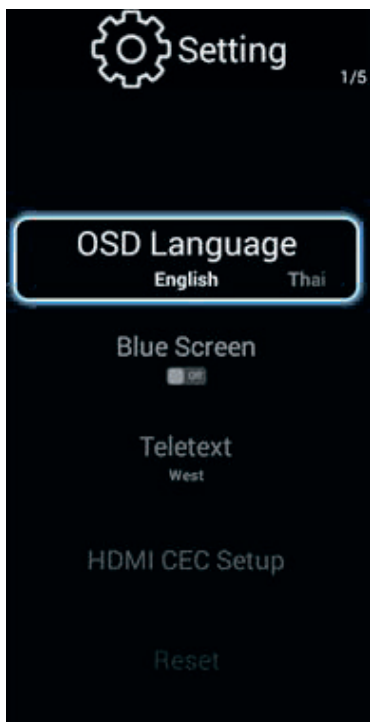 Setting
1/5
OSD Language
English Thai
Blue Screen
Off
Teletext
West
HDMI CEC Setup
Reset